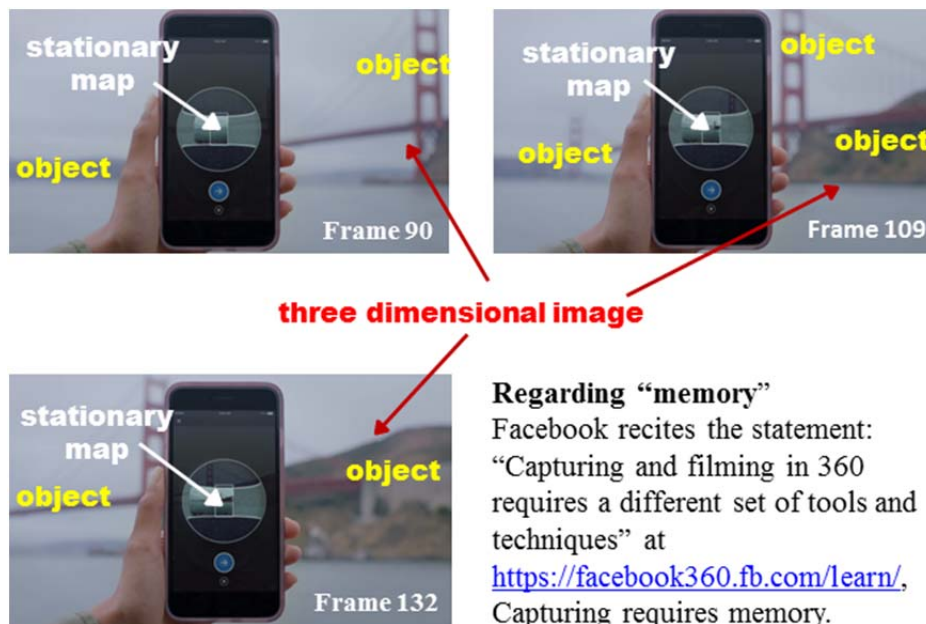 stationary
map
object
object
Frame 90
stationary
map
object
object
object
Frame 109
three dimensional image
stationary
map
object
object
Frame 132
Regarding “memory”
Facebook recites the statement:
“Capturing and filming in 360
requires a different set of tools and
techniques” at
https://facebook360.fb.com/learn/,
Capturing requires memory.